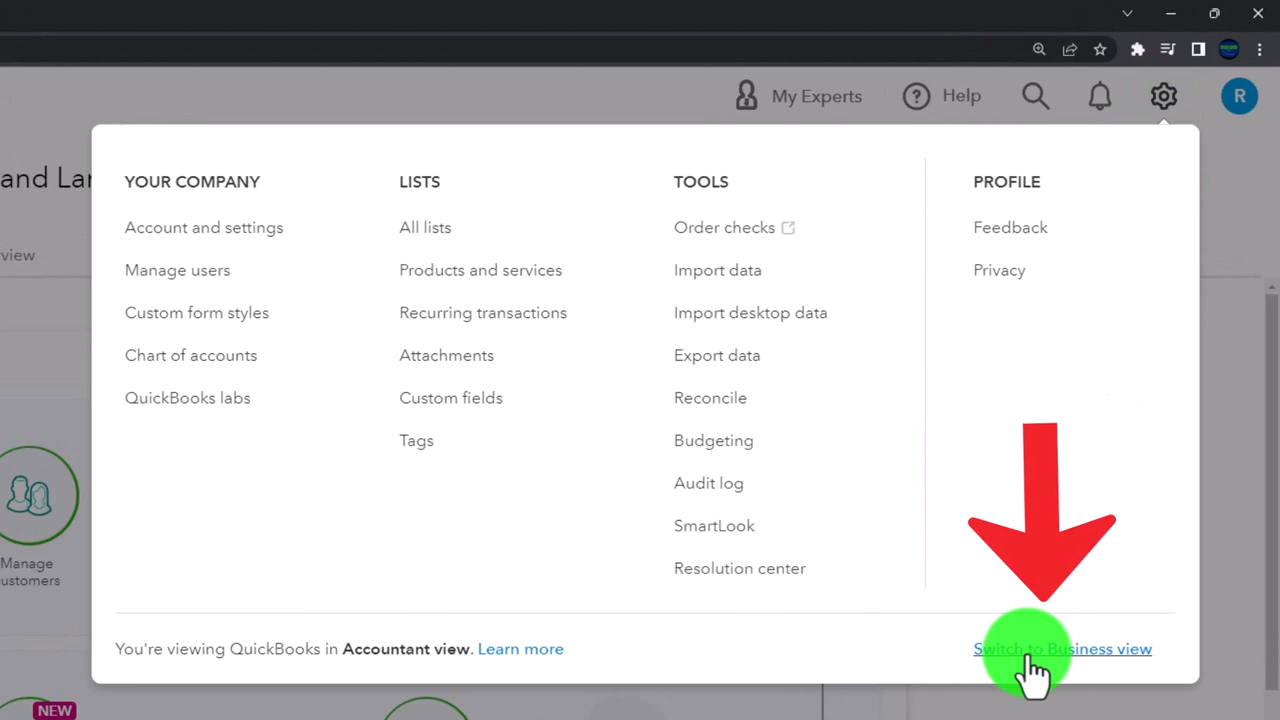 My Experts
Help
R
and Lar
view
YOUR COMPANY
Account and settings
Manage users
Custom form styles
Chart of accounts
QuickBooks labs
LISTS
All lists
Products and services
Recurring transactions
Attachments
Custom fields
Tags
TOOLS
Order checks
Import data
Import desktop data
Export data
Reconcile
Budgeting
Audit log
SmartLook
Resolution center
PROFILE
Feedback
Privacy
Manage
ustomers
You're viewing QuickBooks in Accountant view. Learn more
Switch to Business view
NEW